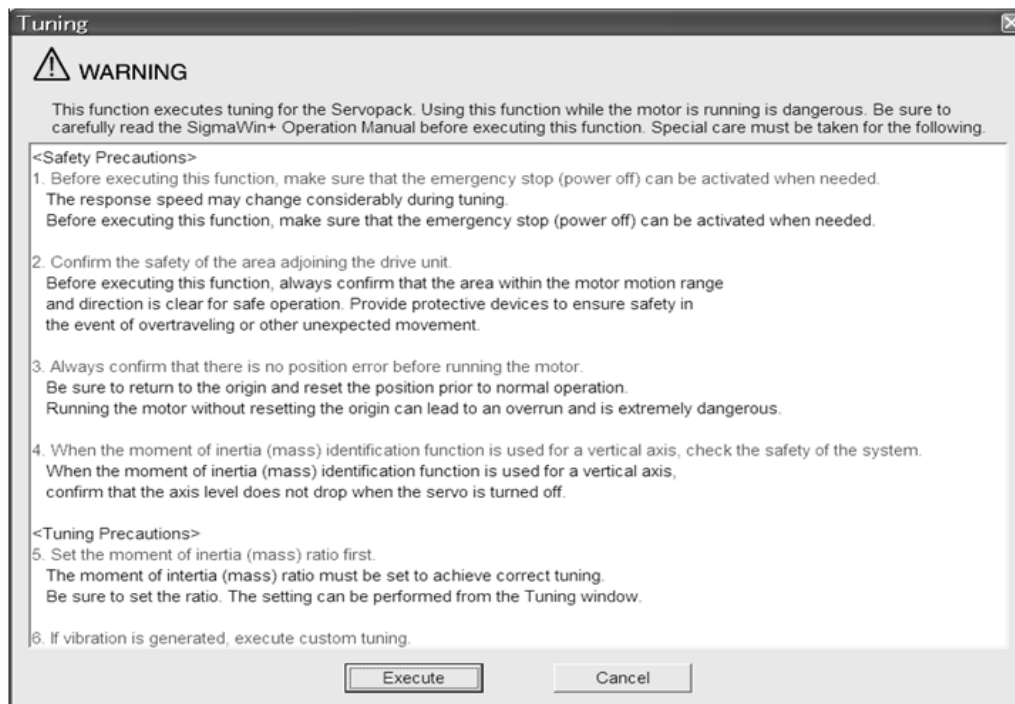 Tuning
WARNING
This function executes tuning for the Servopack. Using this function while the motor is running is dangerous. Be sure to
carefully read the SigmaWin+ Operation Manual before executing this function. Special care must be taken for the following.
<Safety Precautions>
1. Before executing this function, make sure that the emergency stop (power off) can be activated when needed.
The response speed may change considerably during tuning.
Before executing this function, make sure that the emergency stop (power off) can be activated when needed.
2. Confirm the safety of the area adjoining the drive unit.
Before executing this function, always confirm that the area within the motor motion range
and direction is clear for safe operation. Provide protective devices to ensure safety in
the event of overtraveling or other unexpected movement.
3. Always confirm that there is no position error before running the motor.
Be sure to return to the origin and reset the position prior to normal operation.
Running the motor without resetting the origin can lead to an overrun and is extremely dangerous.
4. When the moment of inertia (mass) identification function is used for a vertical axis, check the safety of the system.
When the moment of inertia (mass) identification function is used for a vertical axis,
confirm that the axis level does not drop when the servo is turned off.
<Tuning Precautions>
5. Set the moment of inertia (mass) ratio first.
The moment of intertia (mass) ratio must be set to achieve correct tuning.
Be sure to set the ratio. The setting can be performed from the Tuning window.
6. If vibration is generated, execute custom tuning.
Execute
Cancel